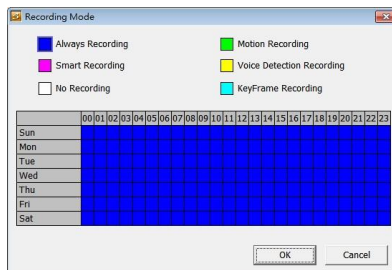 Recording Mode
Always Recording Motion Recording
Smart Recording Voice Detection Recording
No Recording KeyFrame Recording
00 01 02 03 04 05 06 07 08 09 10 11 12 13 14 15 16 17 18 19 20 21 22 23
Sun
Mon
Tue
Wed
Thu
Fri
Sat
OK Cancel